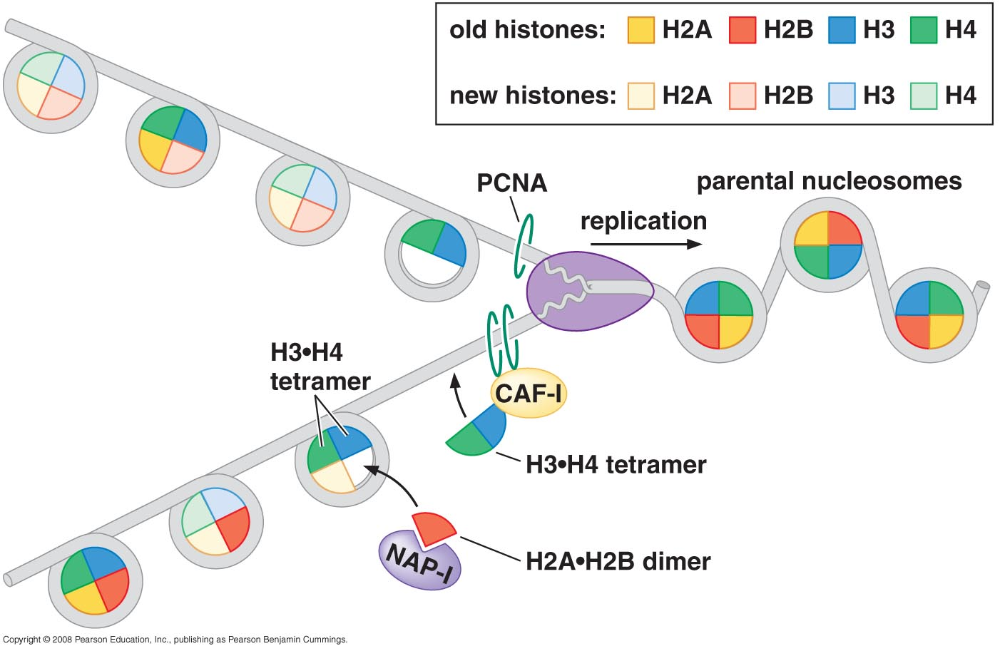 old histones: H2A H2B H3 H4
new histones: H2A H2B H3 H4
PCNA
parental nucleosomes
replication
H3•H4
tetramer
CAF-I
H3•H4 tetramer
NAP-I
H2A•H2B dimer
Copyright © 2008 Pearson Education, Inc., publishing as Pearson Benjamin Cummings.